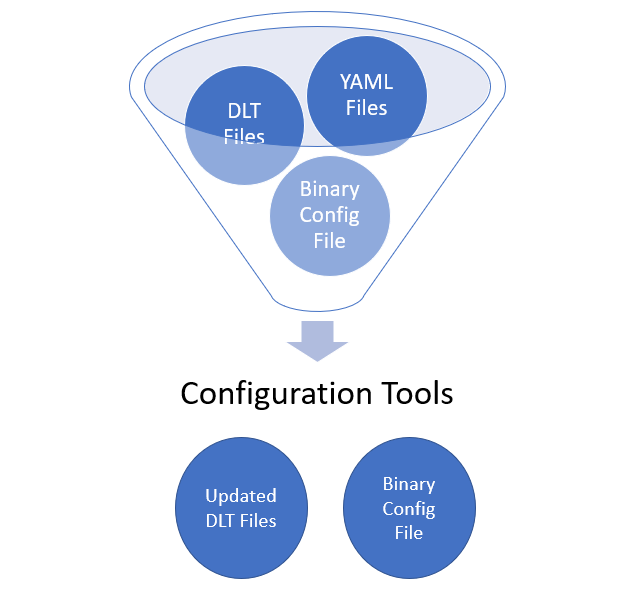 YAML
Files
DLT
Files
Binary
Config
File
Configuration Tools
Updated
DLT Files
Binary
Config
File